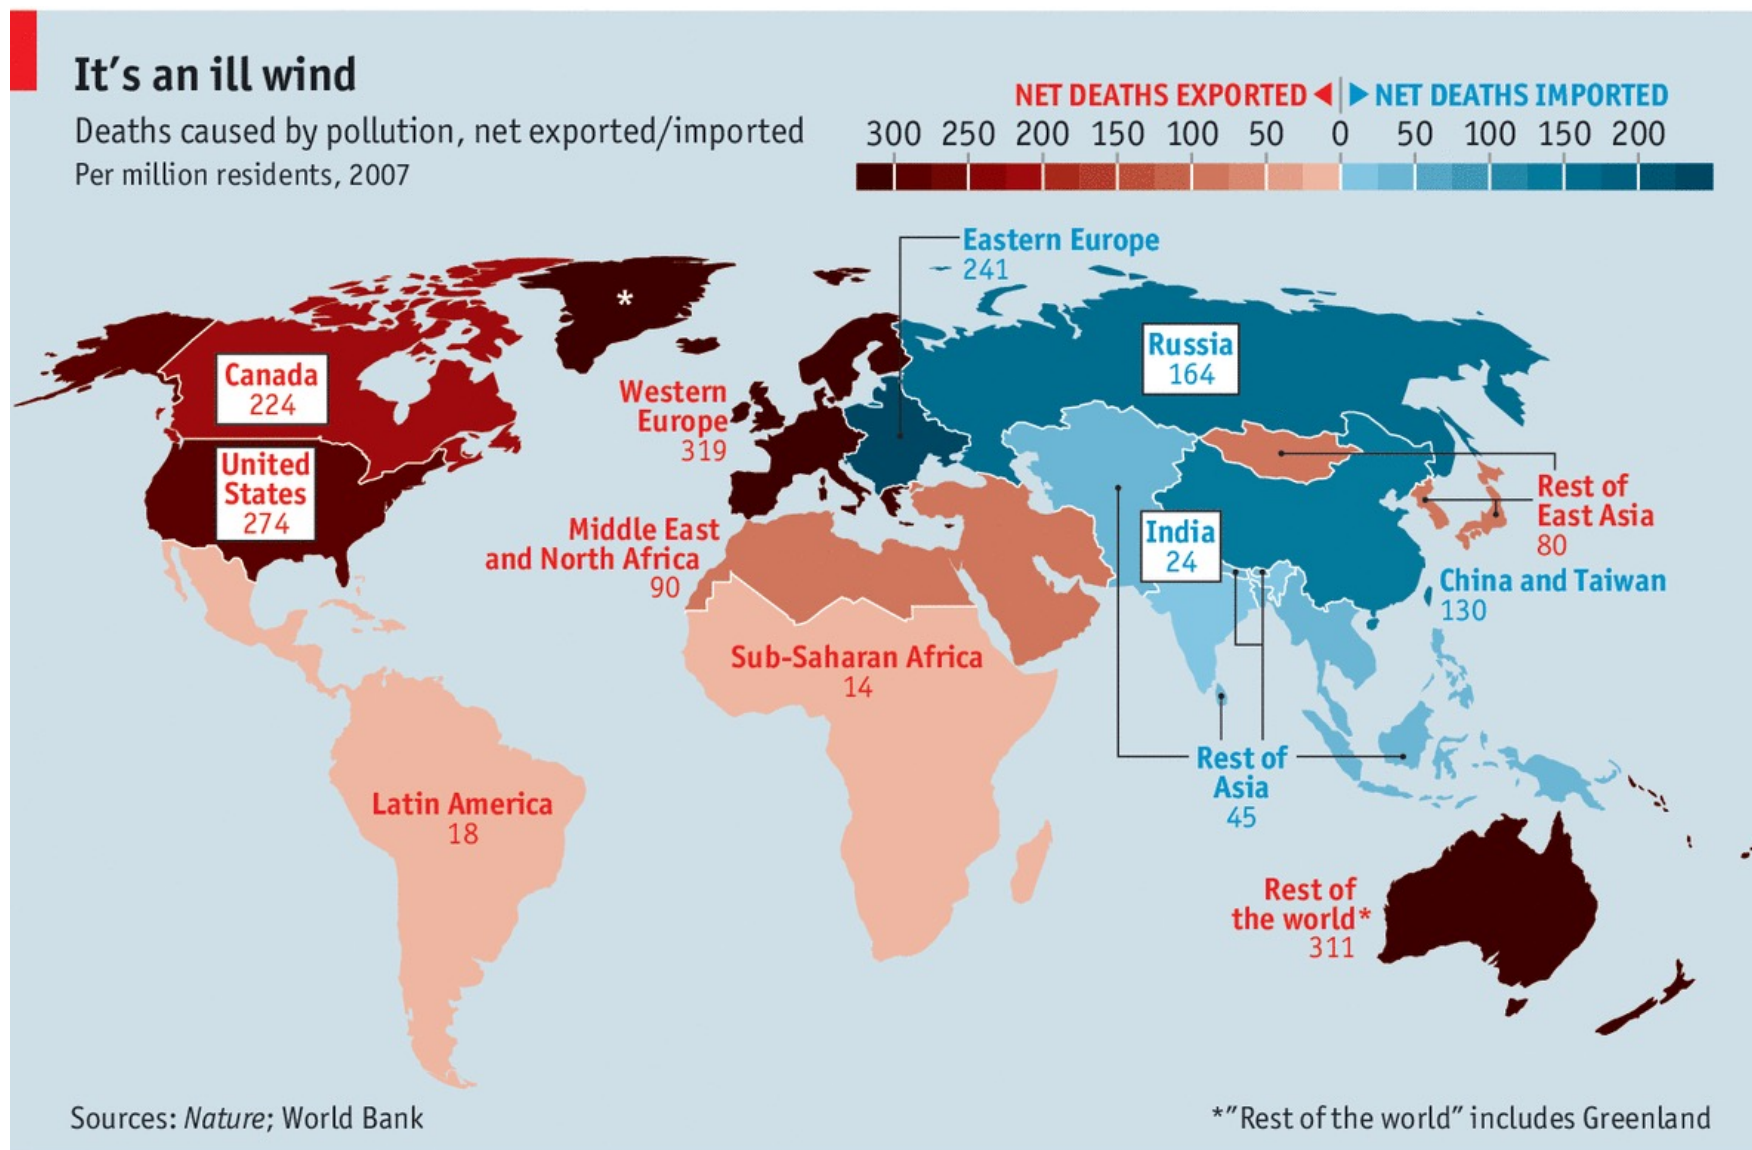 It's an ill wind
Deaths caused by pollution, net exported/imported
Per million residents, 2007
NET DEATHS EXPORTED ◀ ▶ NET DEATHS IMPORTED
300 250 200 150 100 50 0 50 100 150 200
Eastern Europe
241
*
Russia
164
Canada
224
Western
Europe
319
United
States
274
Rest of
East Asia
80
Middle East
and North Africa
90
India
24
China and Taiwan
130
Sub-Saharan Africa
14
Rest of
Asia
45
Latin America
18
Rest of
the world*
311
Sources: Nature; World Bank
*"Rest of the world" includes Greenland